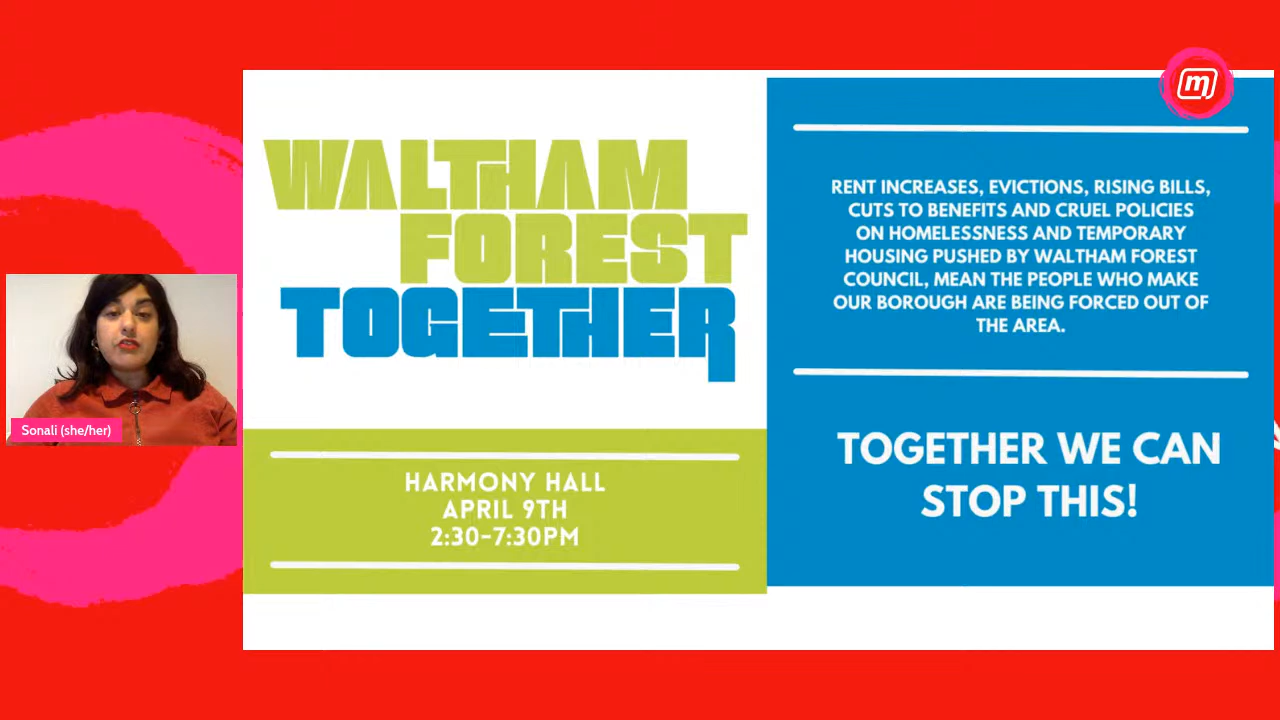 WALTHAM
FOREST
TOGETHER
HARMONY HALL
APRIL 9TH
2:30-7:30PM
RENT INCREASES, EVICTIONS, RISING BILLS,
CUTS TO BENEFITS AND CRUEL POLICIES
ON HOMELESSNESS AND TEMPORARY
HOUSING PUSHED BY WALTHAM FOREST
COUNCIL, MEAN THE PEOPLE WHO MAKE
OUR BOROUGH ARE BEING FORCED OUT OF
THE AREA.
TOGETHER WE CAN
STOP THIS!
m
Sonali (she/her)